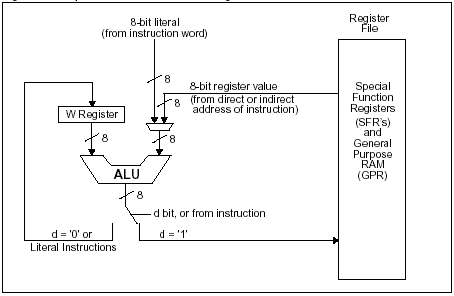 8-bit literal
(from instruction word)
Register
File
8
8-bit register value
8
(from direct or indirect
address of instruction)
W Register
8
8
ALU
8
d bit, or from instruction
d = '0' or
Literal Instructions
d = '1'
Special
Function
Registers
(SFR's)
and
General
Purpose
RAM
(GPR)